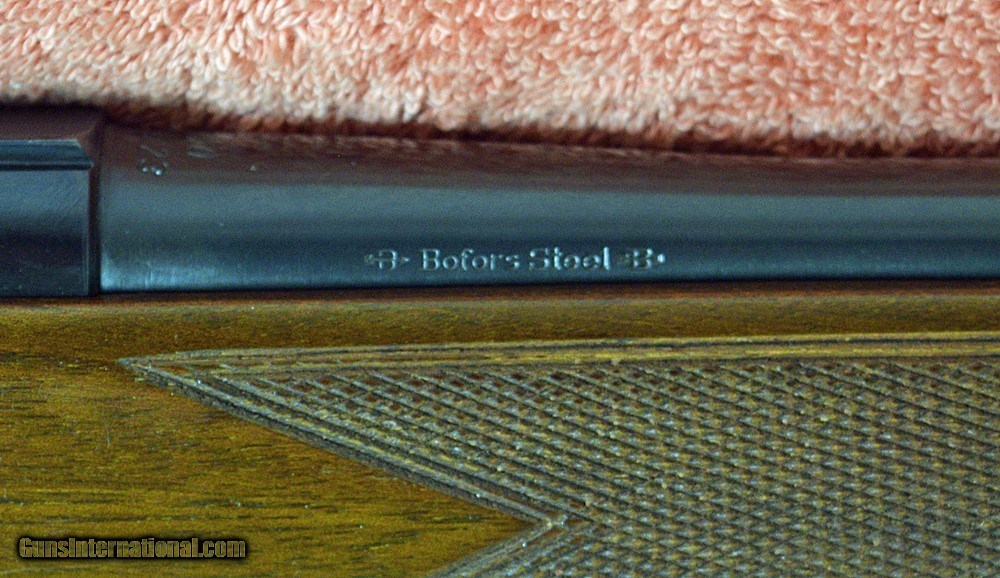 -B- Bofors Steel -B-
GunsInternational.com